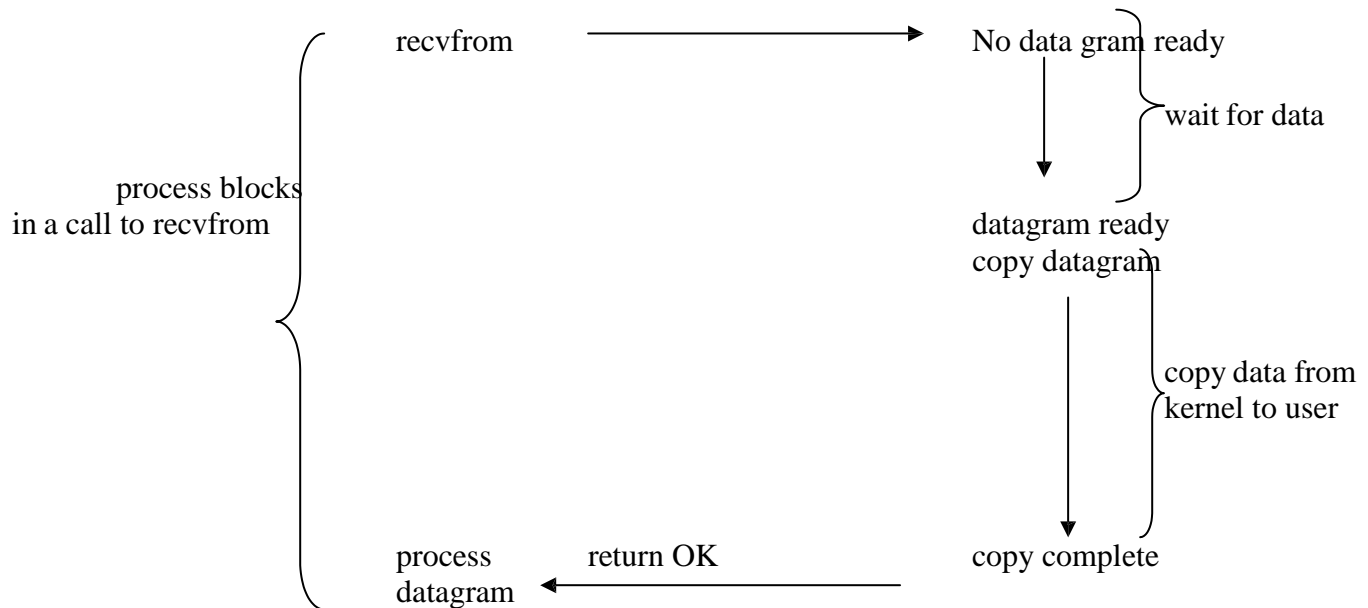 recvfrom
No data gram ready
wait for data
process blocks
in a call to recvfrom
datagram ready
copy datagram
copy data from
kernel to user
process
datagram
return OK
copy complete